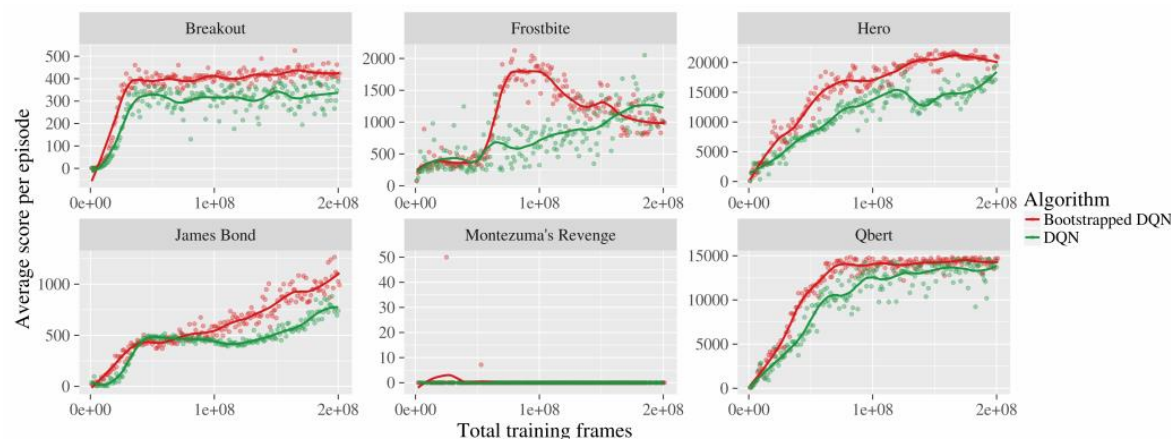 Average score per episode
Breakout
500
400
300
200
100
0
0e+00 1e+08 2e+08
Frostbite
2000
1500
1000
500
0
0e+00 1e+08 2e+08
Hero
20000
15000
10000
5000
0
0e+00 1e+08 2e+08
James Bond
1000
500
0
0e+00 1e+08 2e+08
Montezuma's Revenge
50
40
30
20
10
5
0
0e+00 1e+08 2e+08
Qbert
15000
10000
5000
0
0e+00 1e+08 2e+08
Total training frames
Algorithm
Bootstrapped DQN
DQN